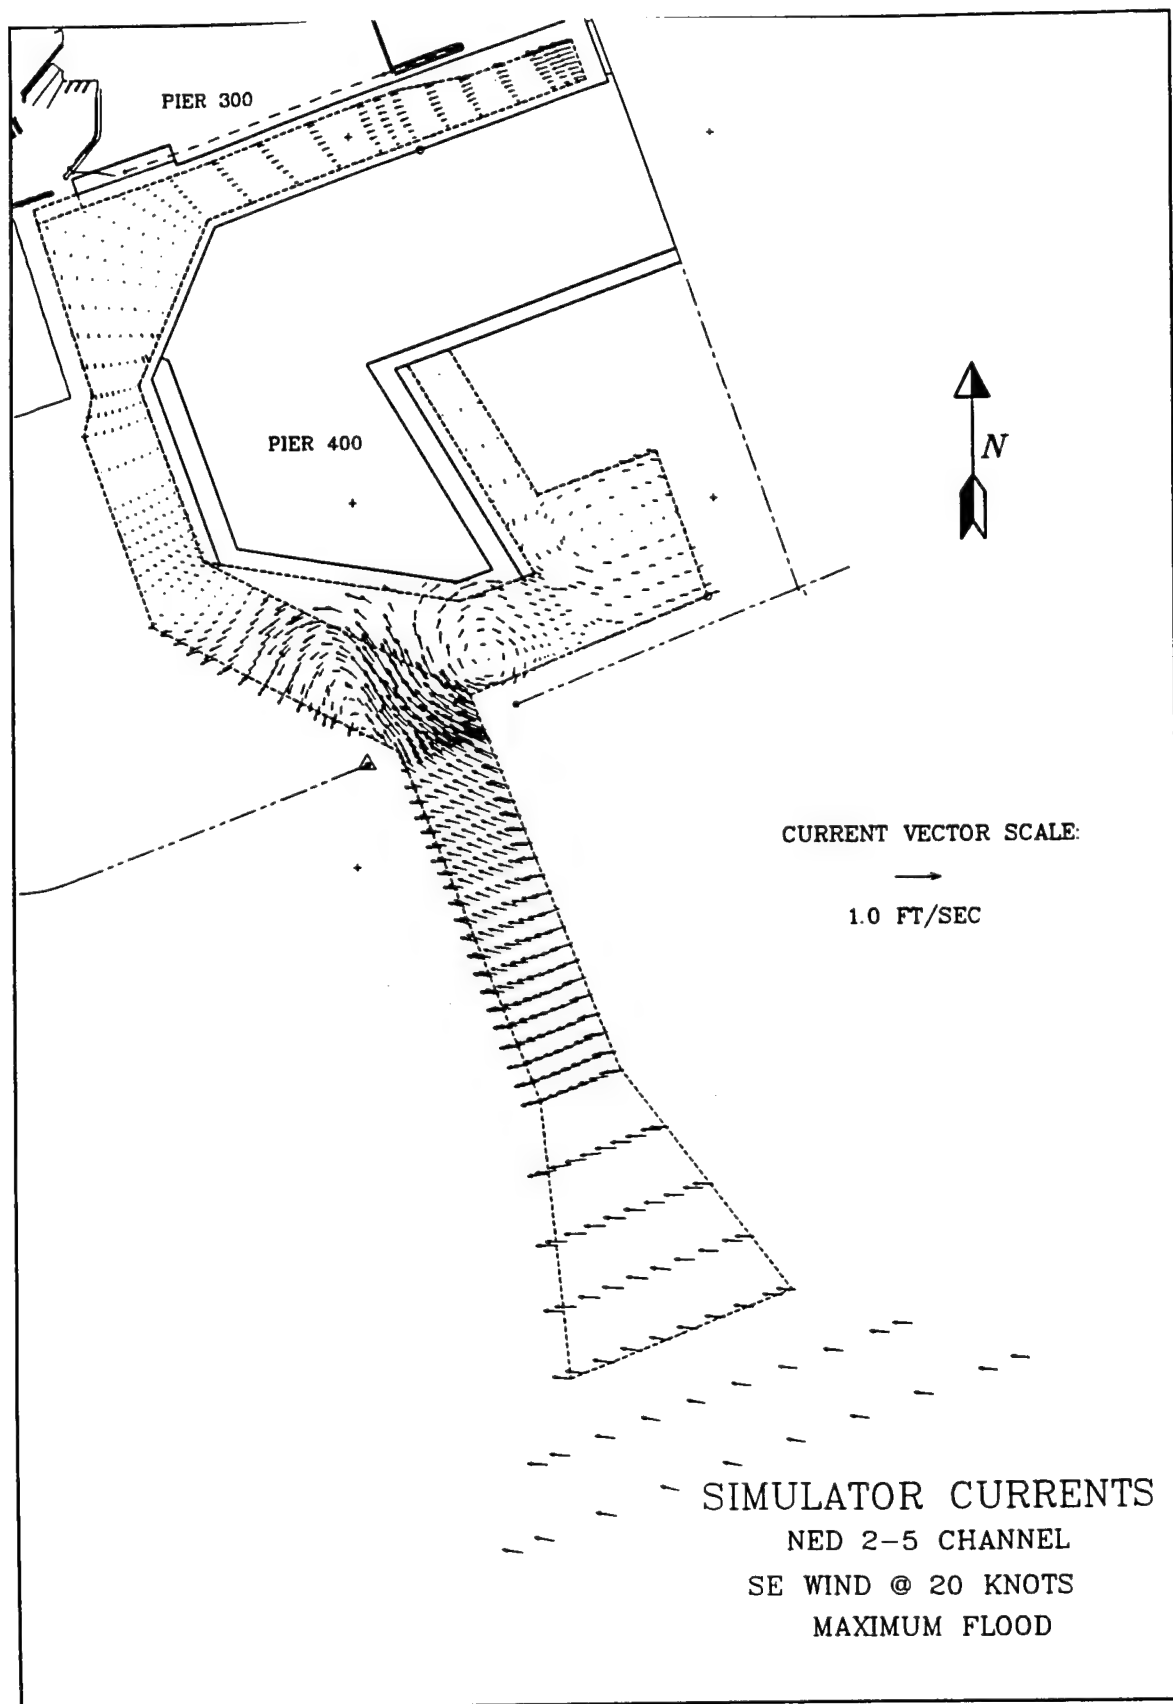 PIER 300
PIER 400
N
CURRENT VECTOR SCALE:
1.0 FT/SEC
SIMULATOR CURRENTS
NED 2-5 CHANNEL
SE WIND @ 20 KNOTS
MAXIMUM FLOOD